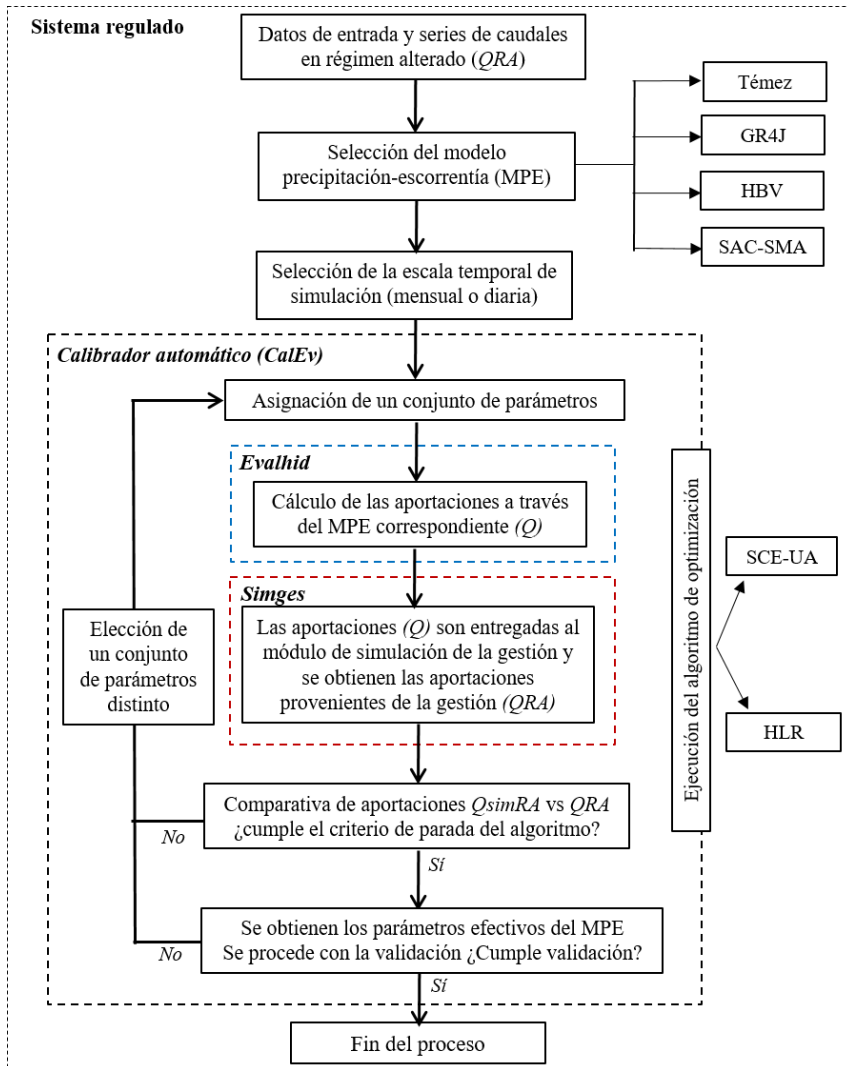 Sistema regulado
Datos de entrada y series de caudales
en régimen alterado (QRA)
Selección del modelo
precipitación-escorrentía (MPE)
Témez
GR4J
HBV
SAC-SMA
Selección de la escala temporal de
simulación (mensual o diaria)
Calibrador automático (CalEv)
Asignación de un conjunto de parámetros
Evalhid
Cálculo de las aportaciones a través
del MPE correspondiente (Q)
Simges
Las aportaciones (Q) son entregadas al
módulo de simulación de la gestión y
se obtienen las aportaciones
provenientes de la gestión (QRA)
Elección de
un conjunto
de parámetros
distinto
Ejecución del algoritmo de optimización
SCE-UA
HLR
Comparativa de aportaciones QsimRA vs QRA
¿cumple el criterio de parada del algoritmo?
No
Sí
Se obtienen los parámetros efectivos del MPE
Se procede con la validación ¿Cumple validación?
No
Sí
Fin del proceso